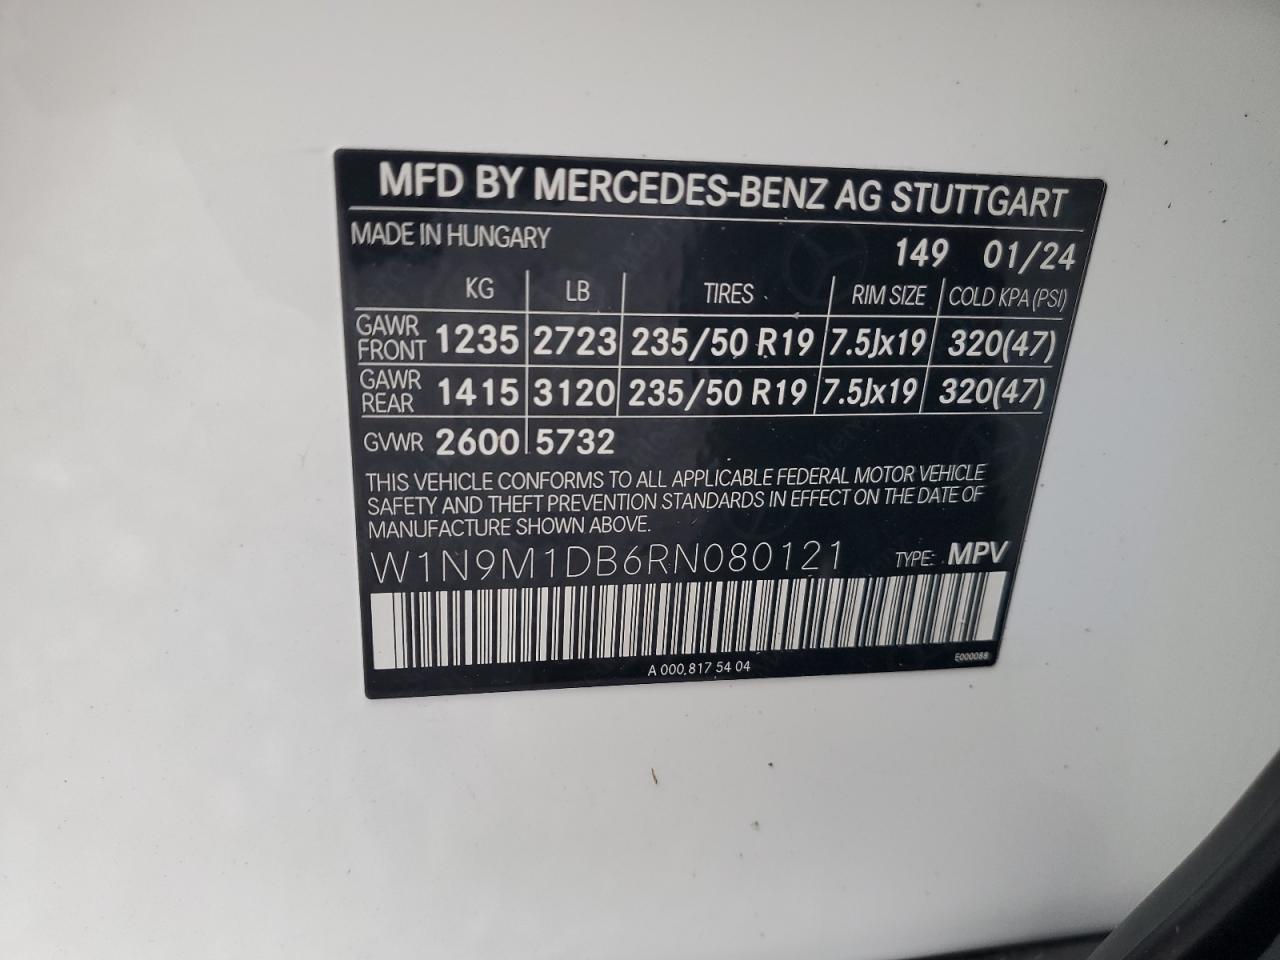 MFD BY MERCEDES-BENZ AG STUTTGART
MADE IN HUNGARY 149 01/24
KG LB TIRES RIM SIZE COLD KPA (PSI)
GAWR FRONT 1235 2723 235/50 R19 7.5Jx19 320(47)
GAWR REAR 1415 3120 235/50 R19 7.5Jx19 320(47)
GVWR 2600 5732
THIS VEHICLE CONFORMS TO ALL APPLICABLE FEDERAL MOTOR VEHICLE
SAFETY AND THEFT PREVENTION STANDARDS IN EFFECT ON THE DATE OF
MANUFACTURE SHOWN ABOVE.
W1N9M1DB6RN080121 TYPE: MPV
A 000 817 54 04 E000088